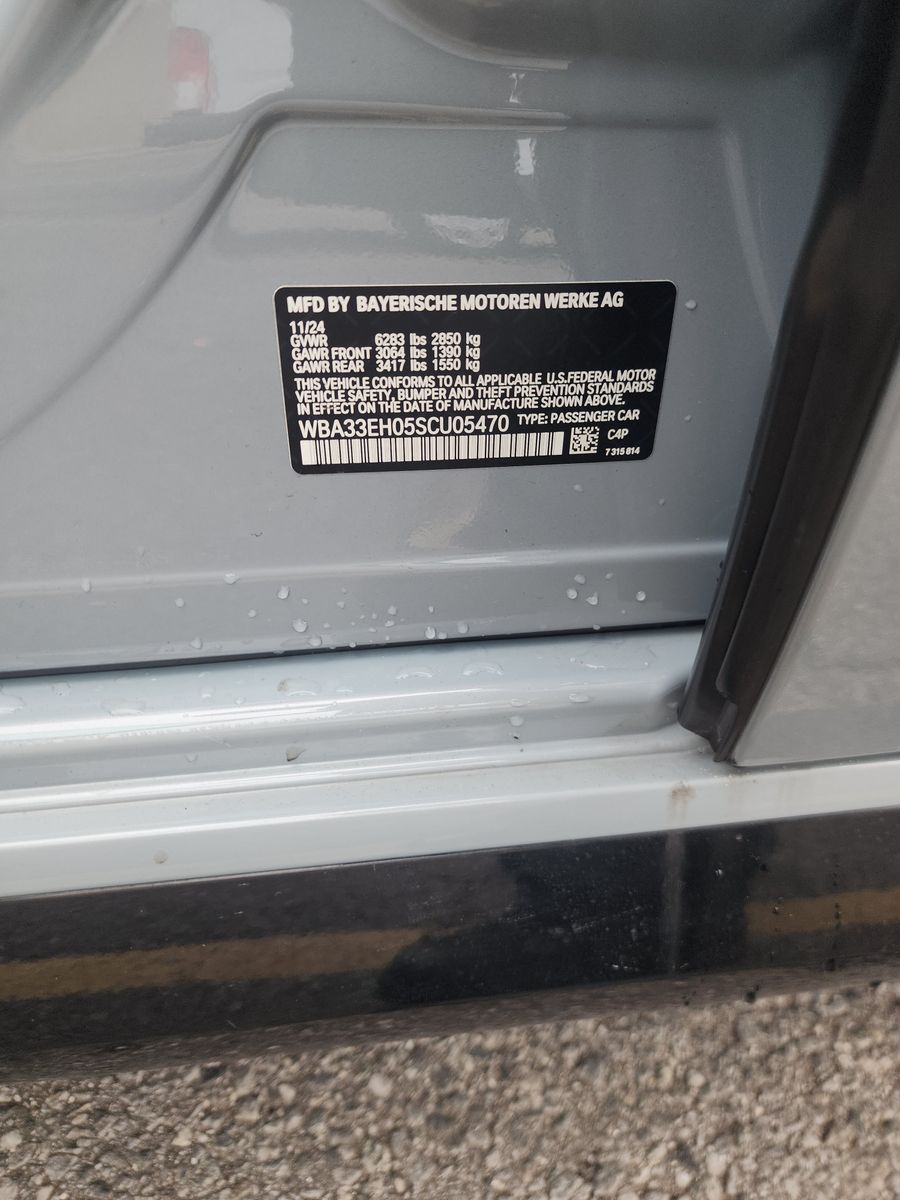 MFD BY BAYERISCHE MOTOREN WERKE AG
11/24
GVWR 6283 lbs 2850 kg
GAWR FRONT 3064 lbs 1390 kg
GAWR REAR 3417 lbs 1550 kg
THIS VEHICLE CONFORMS TO ALL APPLICABLE U.S.FEDERAL MOTOR
VEHICLE SAFETY, BUMPER AND THEFT PREVENTION STANDARDS
IN EFFECT ON THE DATE OF MANUFACTURE SHOWN ABOVE.
WBA33EH05SCU05470 TYPE: PASSENGER CAR
C4P
7 315 814